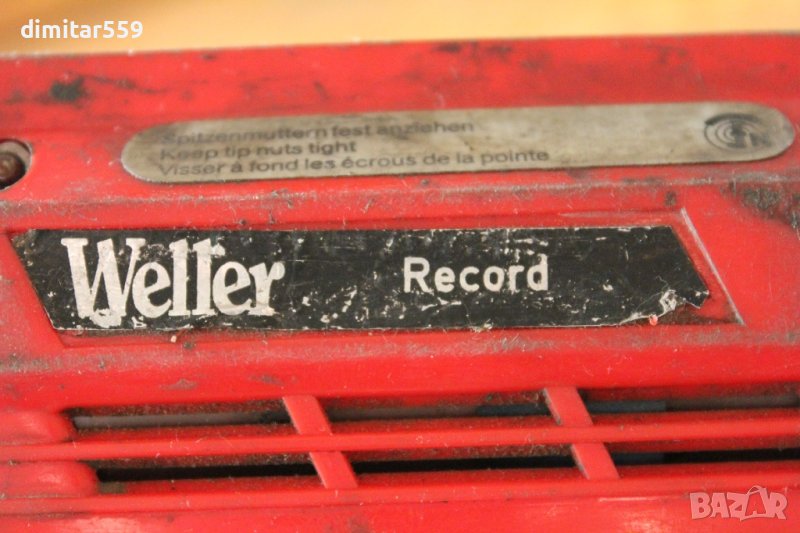 dimitar559
Spitzenmuttern fest anziehen
Keep tip nuts tight
Visser à fond les écrous de la pointe
Weller Record
BAZAR